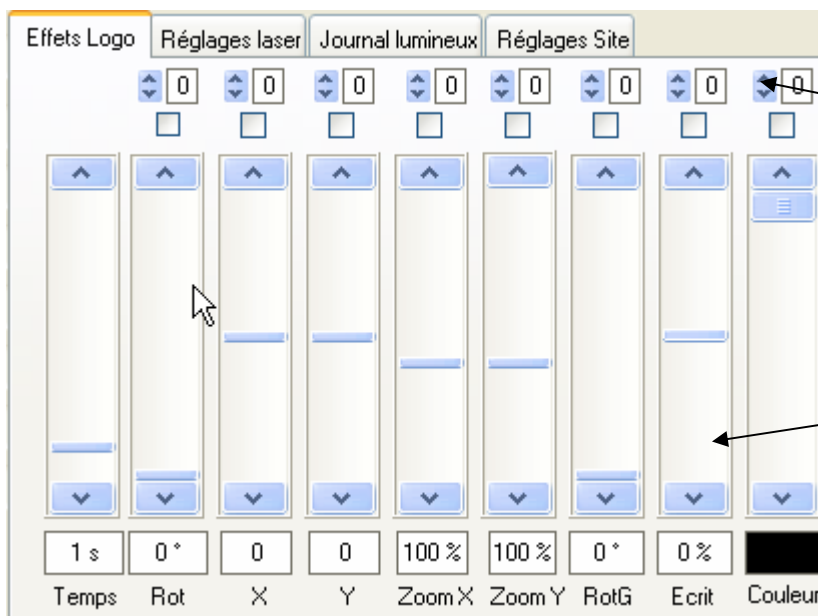 Effets Logo Réglages laser Journal lumineux Réglages Site
0 0 0 0 0 0 0 0
1 s 0 ° 0 0 100 % 100 % 0 ° 0 %
Temps Rot X Y Zoom X Zoom Y RotG Ecrit Couleur